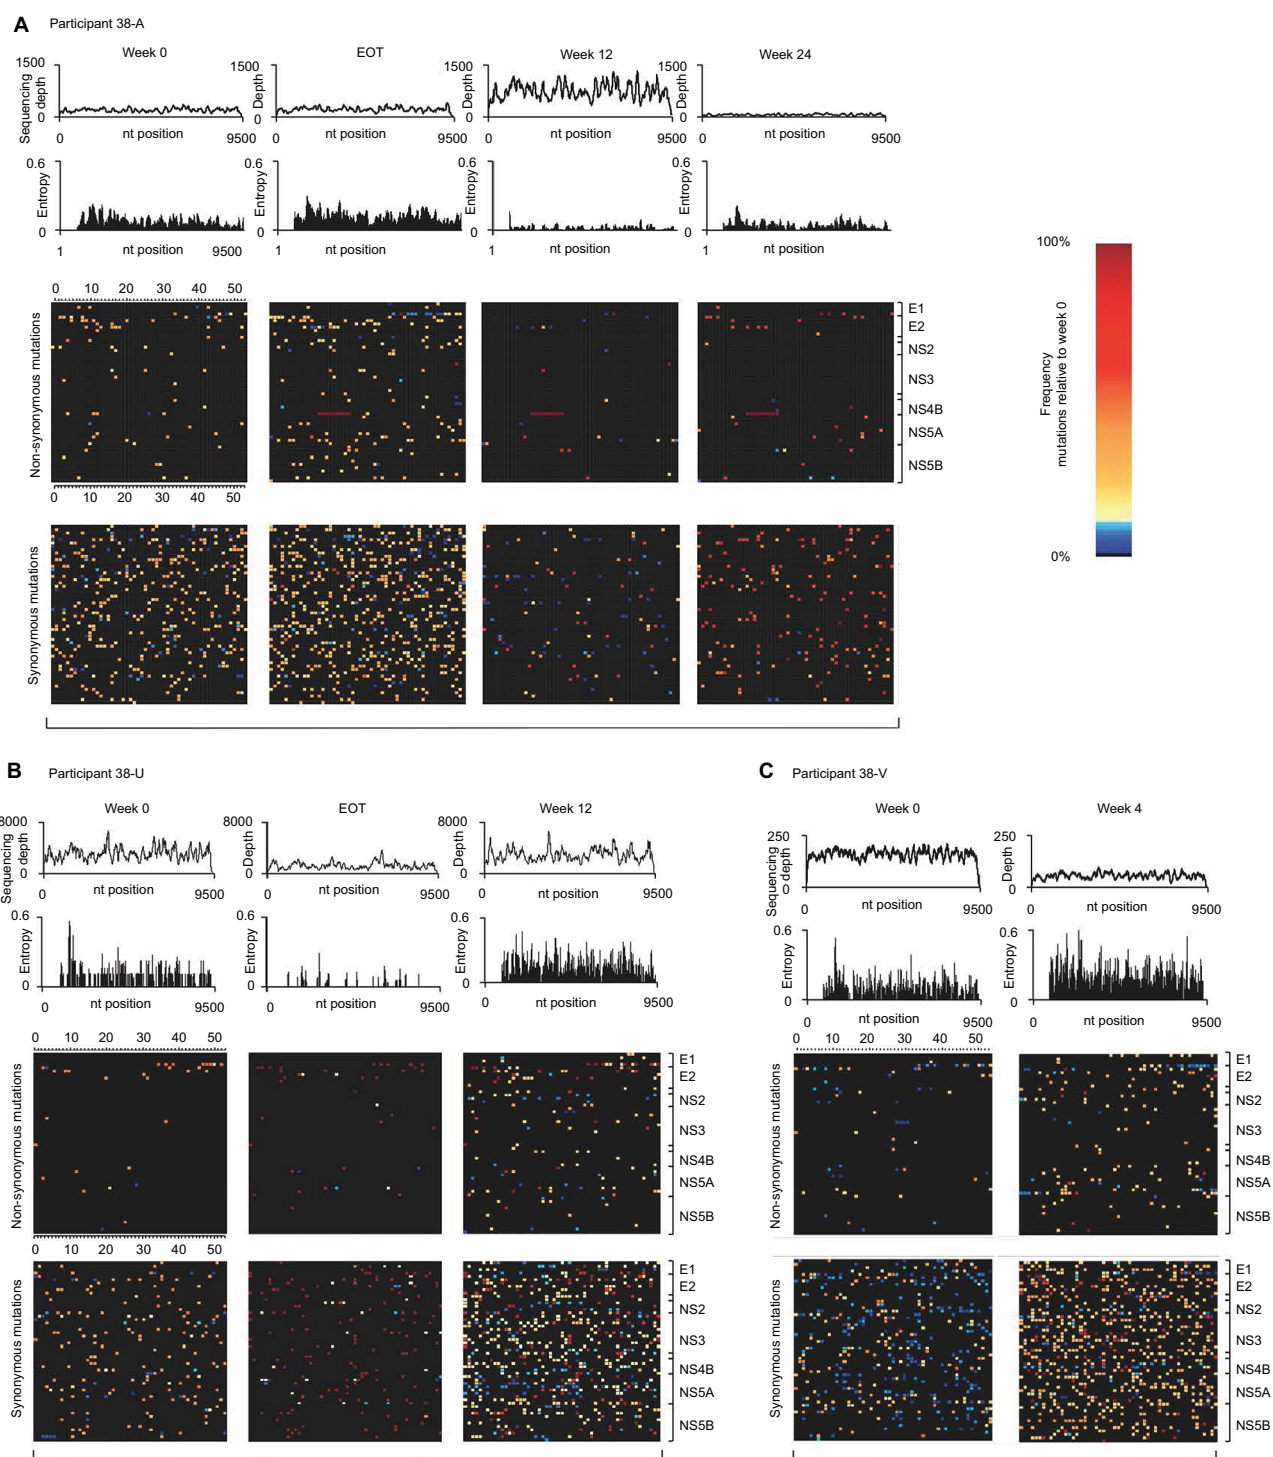 A Participant 38-A
Week 0 EOT Week 12 Week 24
1500 1500 1500 1500
Sequencing depth Depth Depth Depth
0 0 0 0
0 nt position 9500 0 nt position 9500 0 nt position 9500 0 nt position 9500
0.6 0.6 0.6 0.6
Entropy Entropy Entropy Entropy
0 0 0 0
1 nt position 9500 1 nt position 1 nt position 1 nt position
0 10 20 30 40 50
Non-synonymous mutations
E1
E2
NS2
NS3
NS4B
NS5A
NS5B
0 10 20 30 40 50
Synonymous mutations
100%
Frequency
mutations relative to week 0
0%
B Participant 38-U
Week 0 EOT Week 12
8000 8000 8000
Sequencing depth Depth Depth
0 0 0
0 nt position 9500 0 nt position 9500 0 nt position 9500
0.6 0.6 0.6
Entropy Entropy Entropy
0 0 0
0 nt position 9500 0 nt position 9500 0 nt position 9500
0 10 20 30 40 50
Non-synonymous mutations
E1
E2
NS2
NS3
NS4B
NS5A
NS5B
0 10 20 30 40 50
Synonymous mutations
E1
E2
NS2
NS3
NS4B
NS5A
NS5B
C Participant 38-V
Week 0 Week 4
250 250
Sequencing depth Depth
0 0
0 nt position 9500 0 nt position 9500
0.6 0.6
Entropy Entropy
0 0
0 nt position 9500 0 nt position 9500
0 10 20 30 40 50
Non-synonymous mutations
E1
E2
NS2
NS3
NS4B
NS5A
NS5B
Synonymous mutations
E1
E2
NS2
NS3
NS4B
NS5A
NS5B